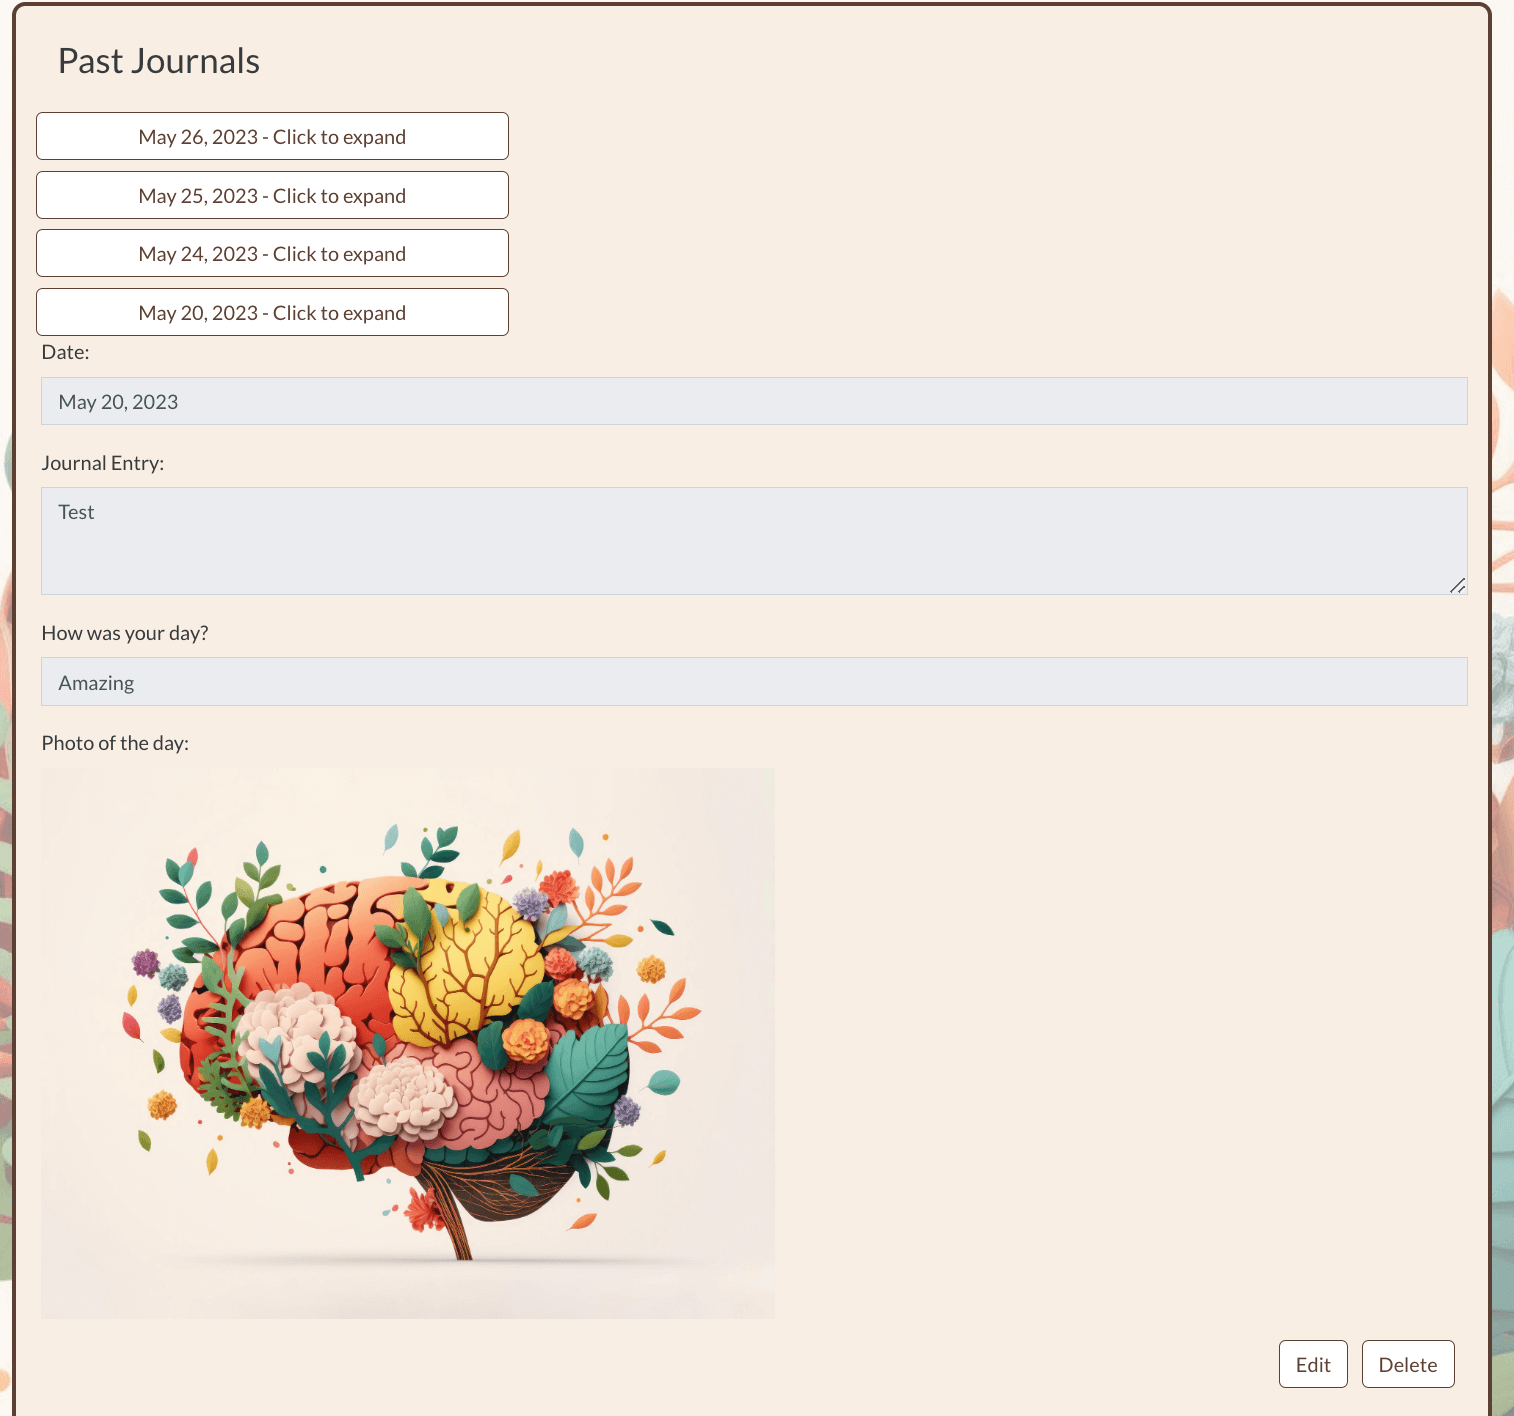 Past Journals
May 26, 2023 - Click to expand
May 25, 2023 - Click to expand
May 24, 2023 - Click to expand
May 20, 2023 - Click to expand
Date:
May 20, 2023
Journal Entry:
Test
How was your day?
Amazing
Photo of the day:
Edit
Delete